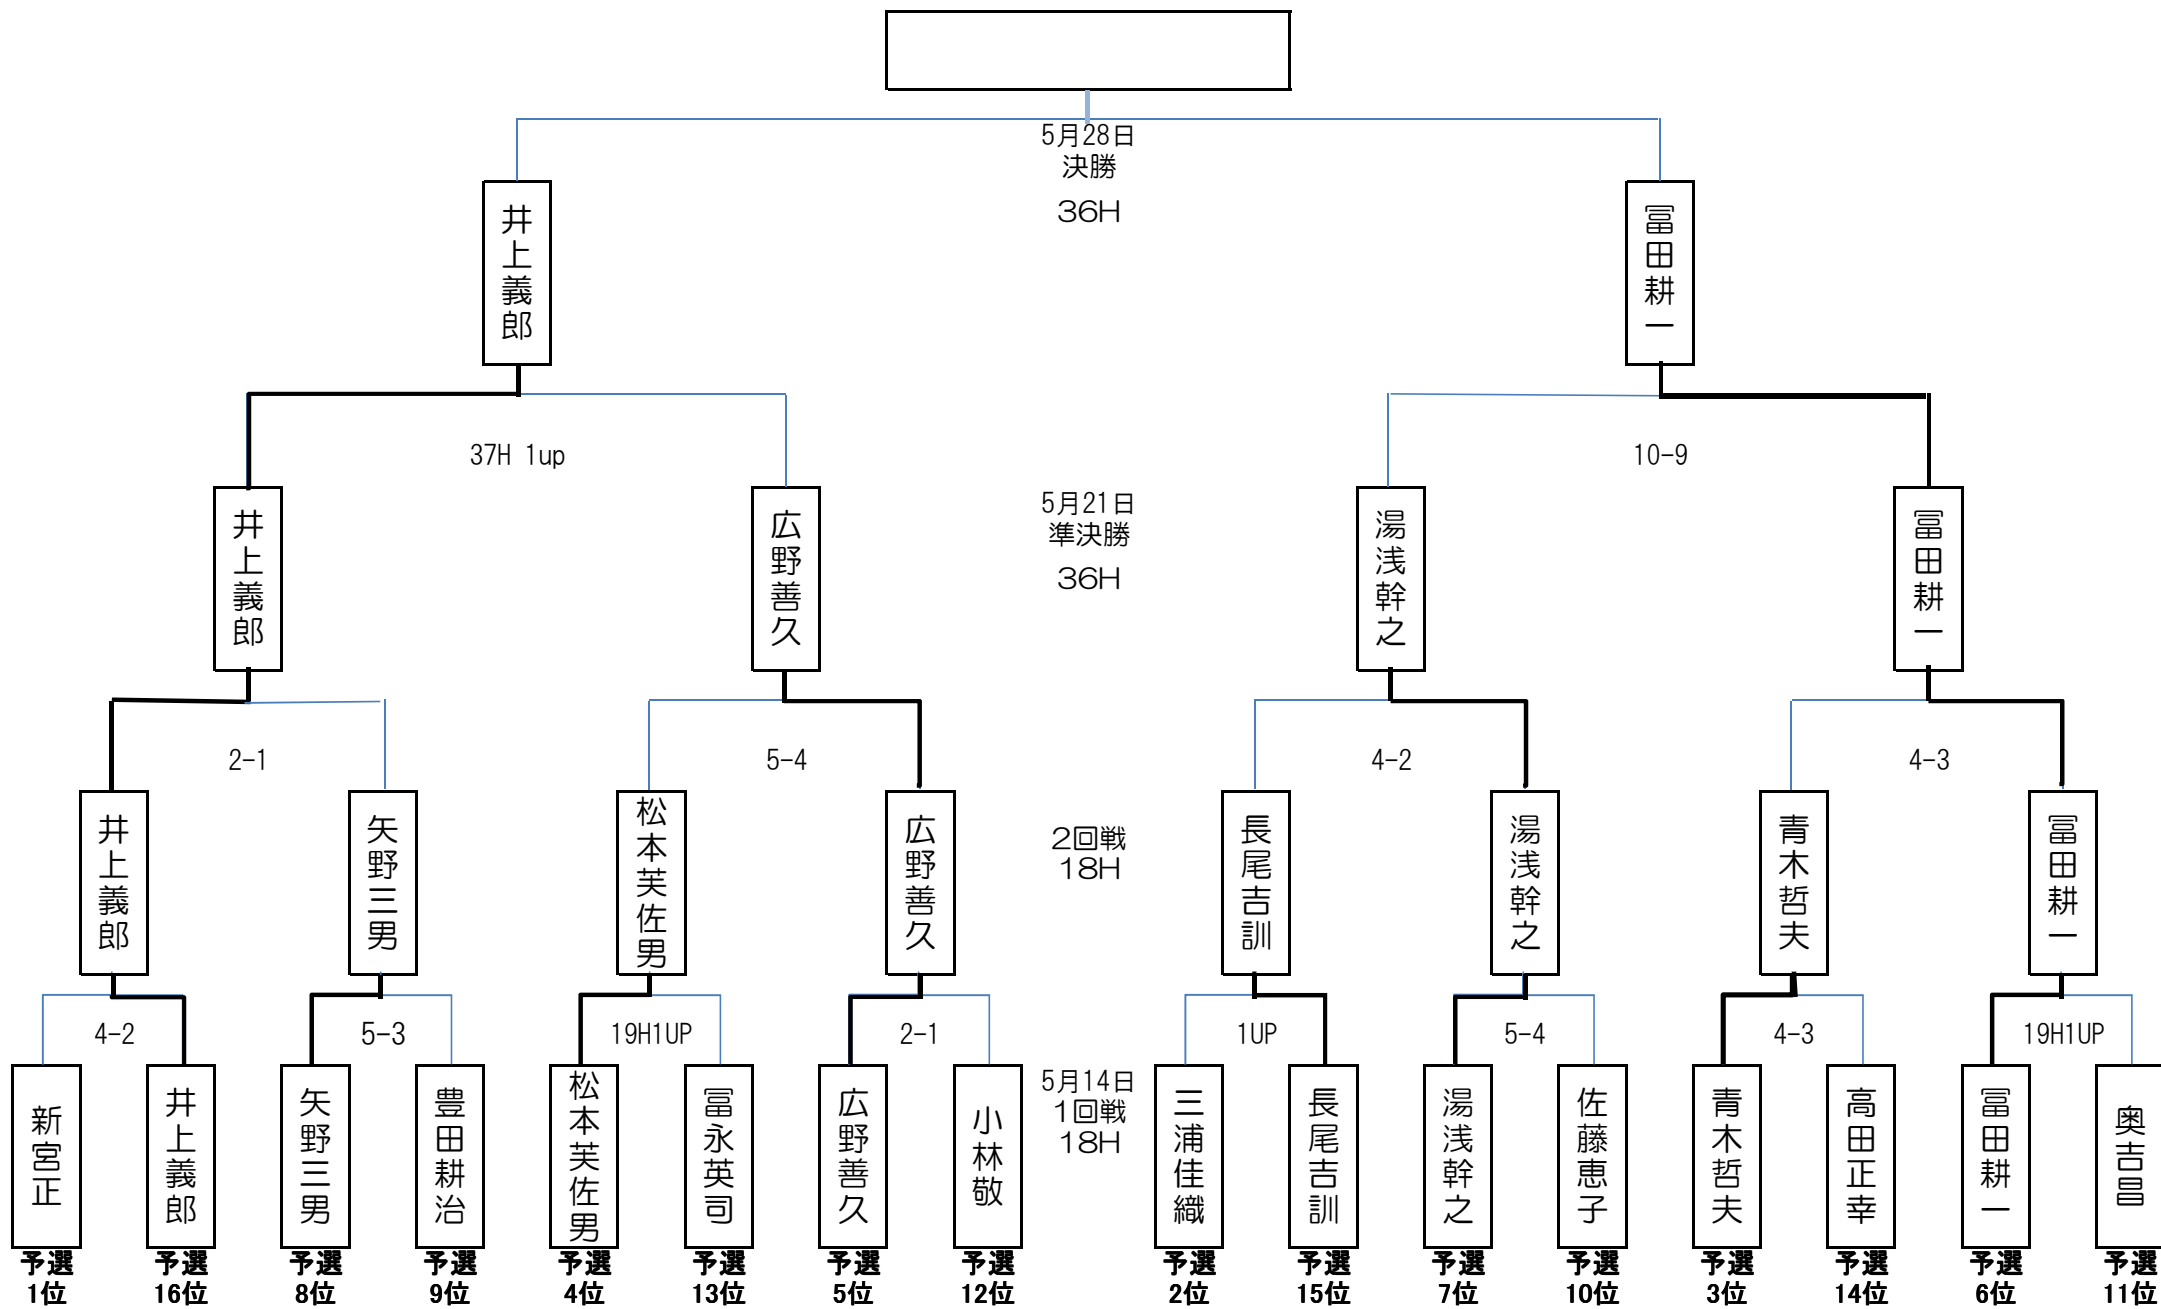 5月28日
決勝
36H
井上義郎
冨田耕一
37H 1up
10-9
5月21日
準決勝
36H
井上義郎
広野善久
湯浅幹之
冨田耕一
2-1
5-4
4-2
4-3
2回戦
18H
井上義郎
矢野三男
松本芙佐男
広野善久
長尾吉訓
湯浅幹之
青木哲夫
冨田耕一
4-2
5-3
19H1UP
2-1
1UP
5-4
4-3
19H1UP
5月14日
1回戦
18H
新宮正
井上義郎
矢野三男
豊田耕治
松本芙佐男
冨永英司
広野善久
小林敬
三浦佳織
長尾吉訓
湯浅幹之
佐藤恵子
青木哲夫
高田正幸
冨田耕一
奥吉昌
予選
1位
予選
16位
予選
8位
予選
9位
予選
4位
予選
13位
予選
5位
予選
12位
予選
2位
予選
15位
予選
7位
予選
10位
予選
3位
予選
14位
予選
6位
予選
11位